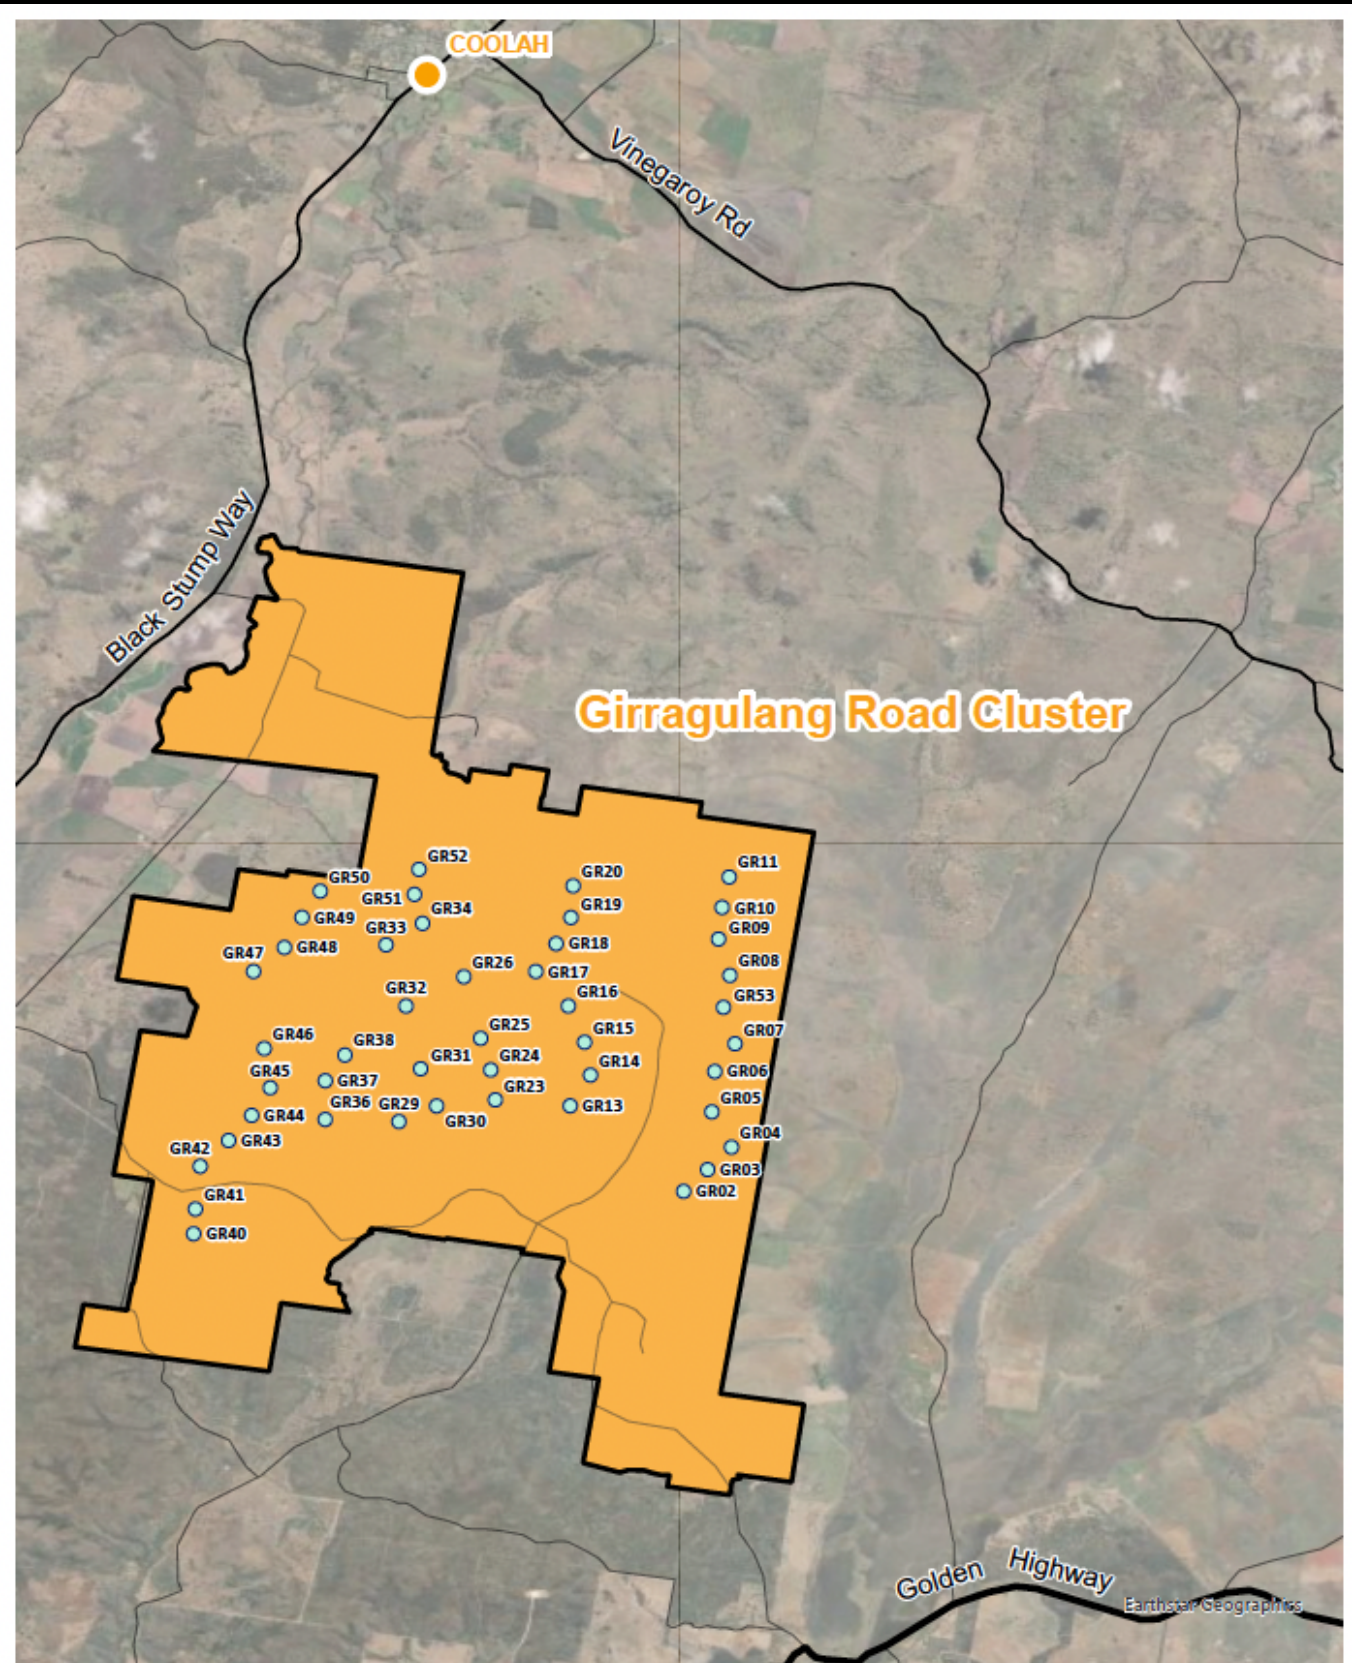 COOLAH
Vinegaroy Rd
Black Stump Way
Girragulang Road Cluster
GR52
GR11
GR20
GR50
GR51
GR34
GR19
GR10
GR49
GR33
GR09
GR48
GR18
GR47
GR26
GR17
GR08
GR32
GR16
GR53
GR46
GR38
GR25
GR15
GR07
GR31
GR24
GR14
GR45
GR37
GR06
GR23
GR36
GR29
GR30
GR13
GR05
GR44
GR43
GR04
GR42
GR03
GR41
GR02
GR40
Golden Highway
Earthstar Geographics